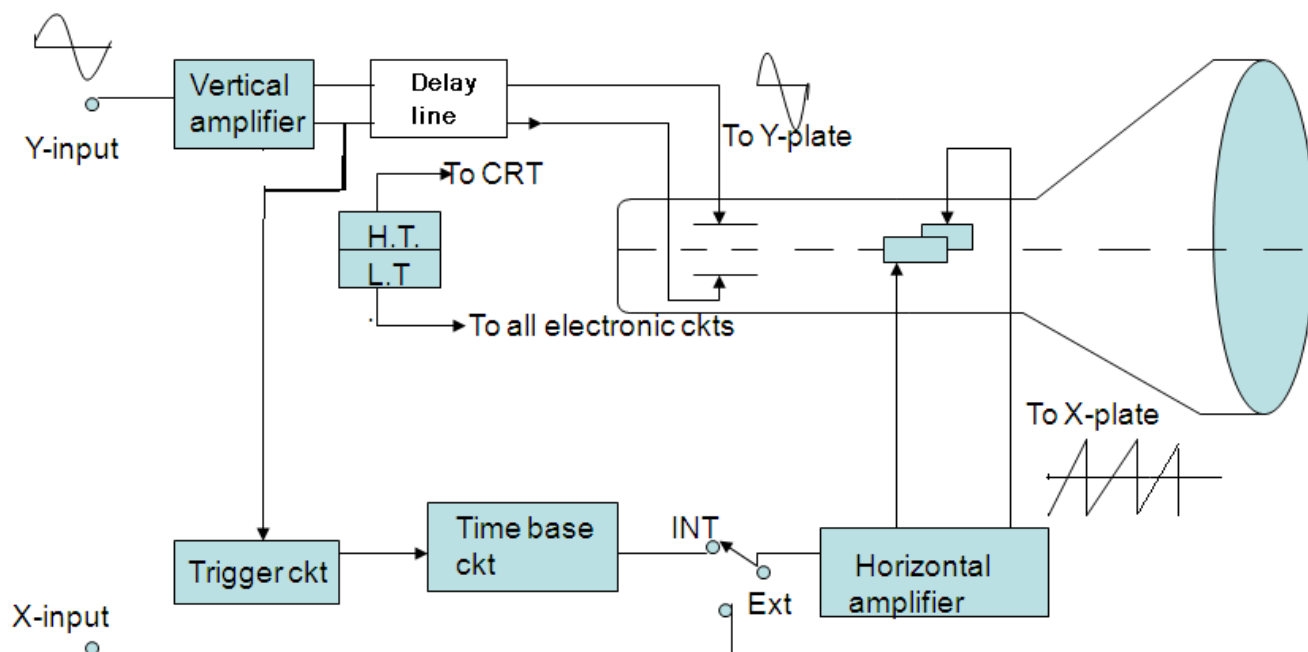 Vertical
amplifier
Delay
line
Y-input
To Y-plate
To CRT
H.T.
L.T
To all electronic ckts
To X-plate
Time base
ckt
INT
Trigger ckt
Horizontal
amplifier
Ext
X-input